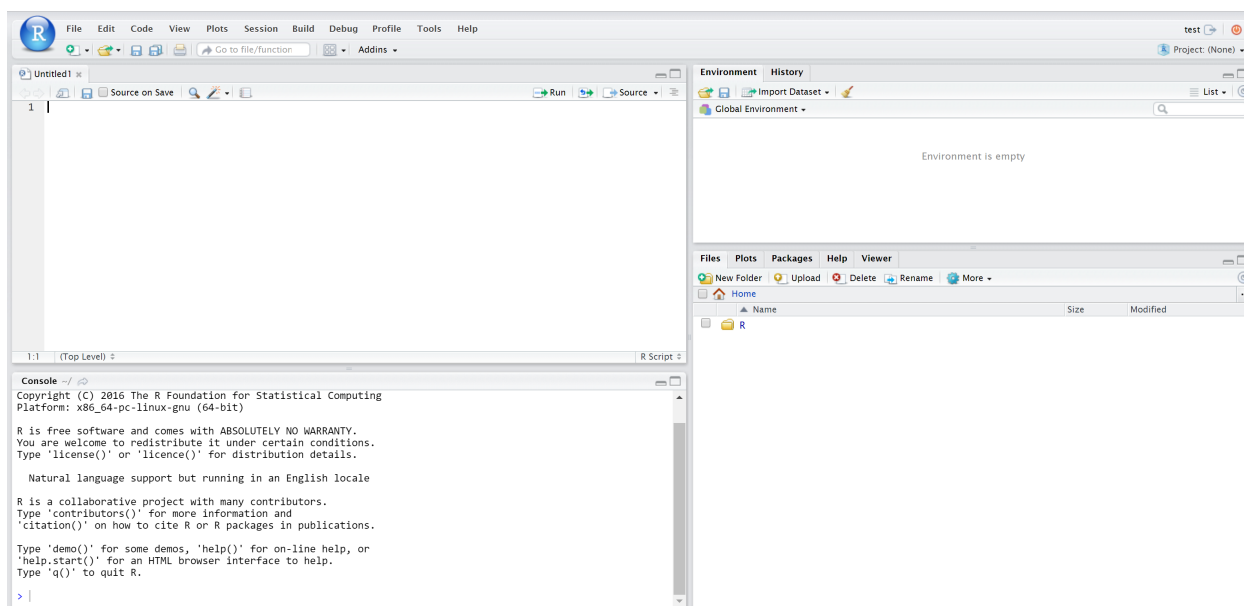 R File Edit Code View Plots Session Build Debug Profile Tools Help test
Go to file/function Addins Project: (None)
Untitled1
Source on Save Run Source
1
1:1 (Top Level) R Script
Console ~/
Copyright (C) 2016 The R Foundation for Statistical Computing
Platform: x86_64-pc-linux-gnu (64-bit)
R is free software and comes with ABSOLUTELY NO WARRANTY.
You are welcome to redistribute it under certain conditions.
Type 'license()' or 'licence()' for distribution details.
Natural language support but running in an English locale
R is a collaborative project with many contributors.
Type 'contributors()' for more information and
'citation()' on how to cite R or R packages in publications.
Type 'demo()' for some demos, 'help()' for on-line help, or
'help.start()' for an HTML browser interface to help.
Type 'q()' to quit R.
>
Environment History
Import Dataset List
Global Environment
Environment is empty
Files Plots Packages Help Viewer
New Folder Upload Delete Rename More
Home
Name Size Modified
R